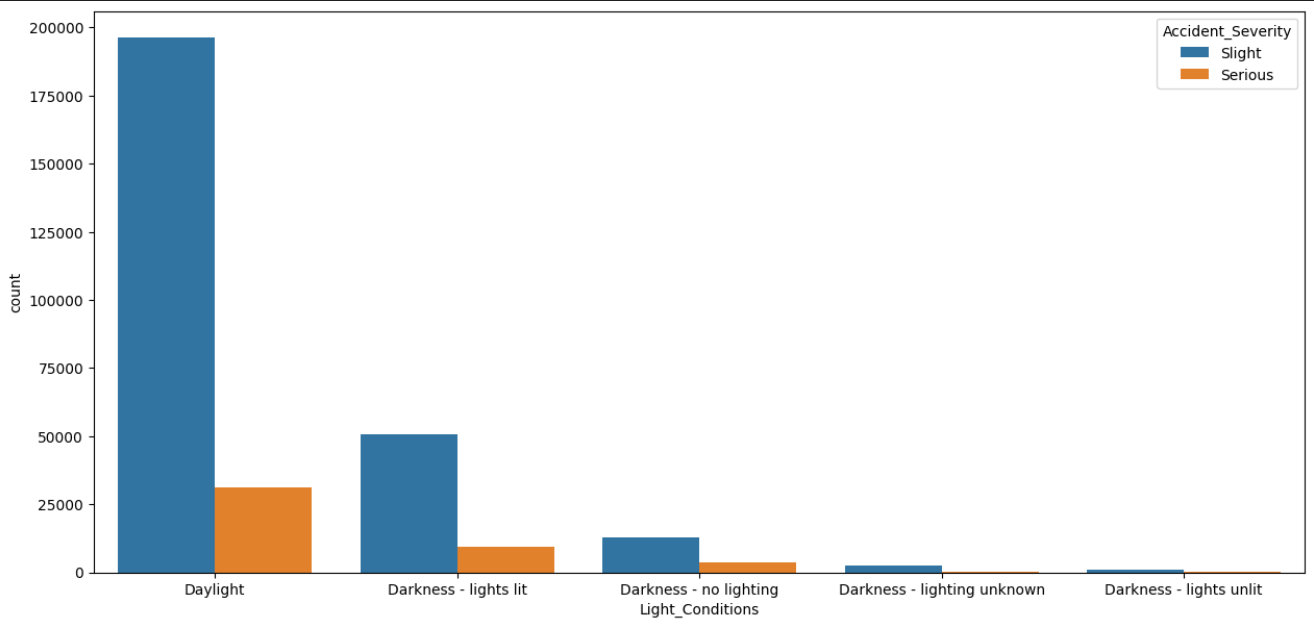 Accident_Severity
Slight
Serious
count
200000
175000
150000
125000
100000
75000
50000
25000
0
Daylight
Darkness - lights lit
Darkness - no lighting
Darkness - lighting unknown
Darkness - lights unlit
Light_Conditions